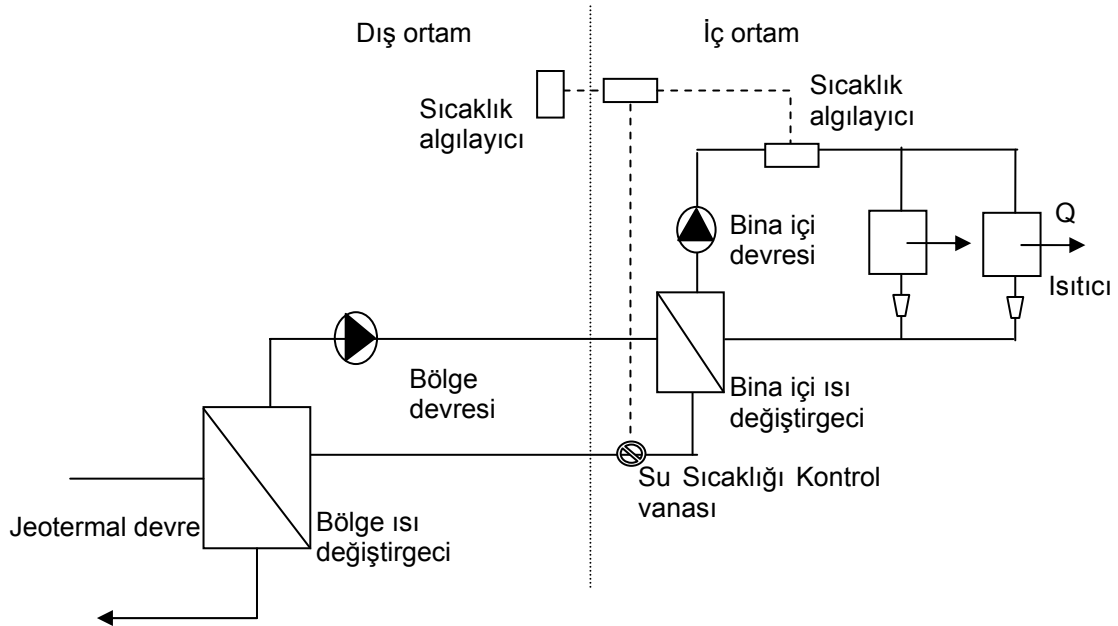 Dış ortam
İç ortam
Sıcaklık
algılayıcı
Sıcaklık
algılayıcı
Bina içi
devresi
Q
Isıtıcı
Bölge
devresi
Bina içi ısı
değiştirgeci
Su Sıcaklığı Kontrol
vanası
Jeotermal devre
Bölge ısı
değiştirgeci